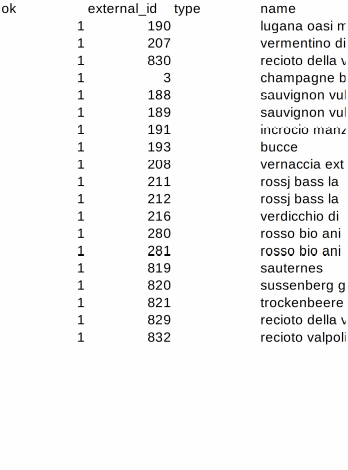 ok external_id type name
1 190 lugana oasi m
1 207 vermentino di
1 830 recioto della v
1 3 champagne b
1 188 sauvignon vul
1 189 sauvignon vul
1 191 incrocio manz
1 193 bucce
1 208 vernaccia ext
1 211 rossj bass la
1 212 rossj bass la
1 216 verdicchio di
1 280 rosso bio ani
1 281 rosso bio ani
1 819 sauternes
1 820 sussenberg g
1 821 trockenbeere
1 829 recioto della v
1 832 recioto valpoli